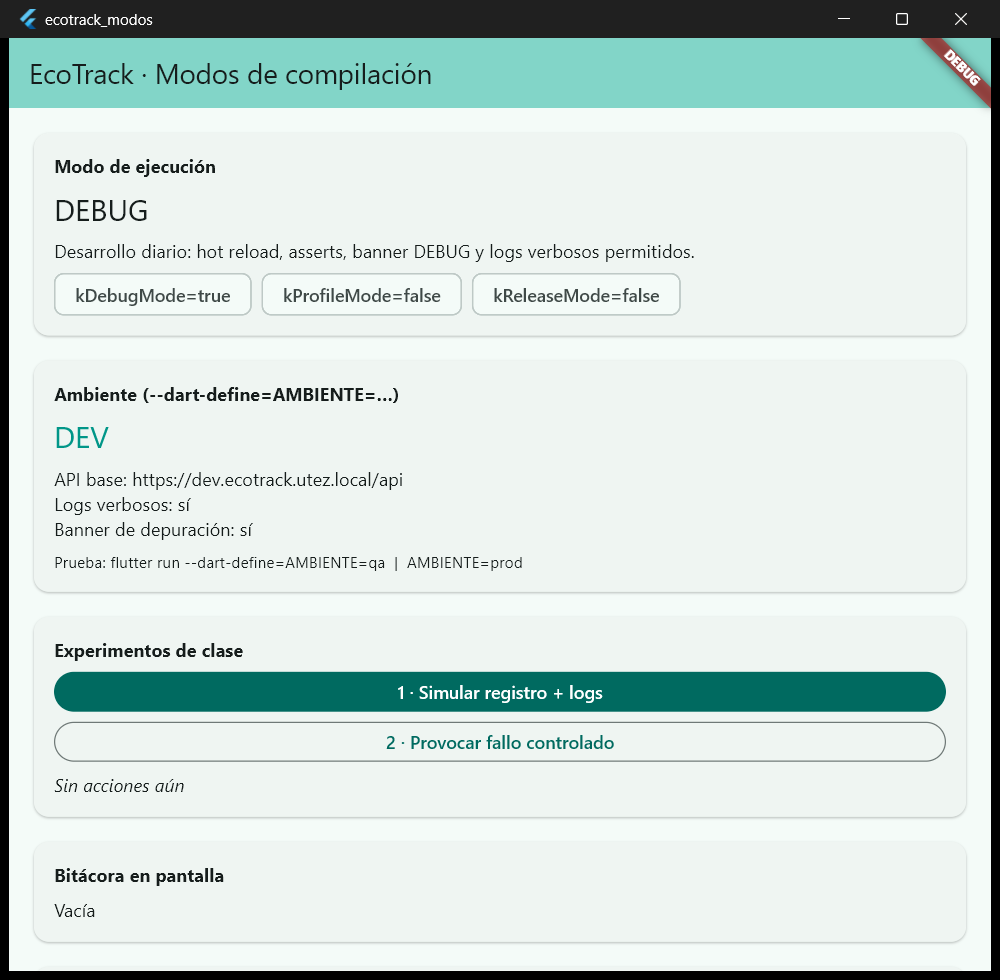 ecotrack_modos
EcoTrack · Modos de compilación
DEBUG
Modo de ejecución
DEBUG
Desarrollo diario: hot reload, asserts, banner DEBUG y logs verbosos permitidos.
kDebugMode=true
kProfileMode=false
kReleaseMode=false
Ambiente (--dart-define=AMBIENTE=...)
DEV
API base: https://dev.ecotrack.utez.local/api
Logs verbosos: sí
Banner de depuración: sí
Prueba: flutter run --dart-define=AMBIENTE=qa | AMBIENTE=prod
Experimentos de clase
1 · Simular registro + logs
2 · Provocar fallo controlado
Sin acciones aún
Bitácora en pantalla
Vacía